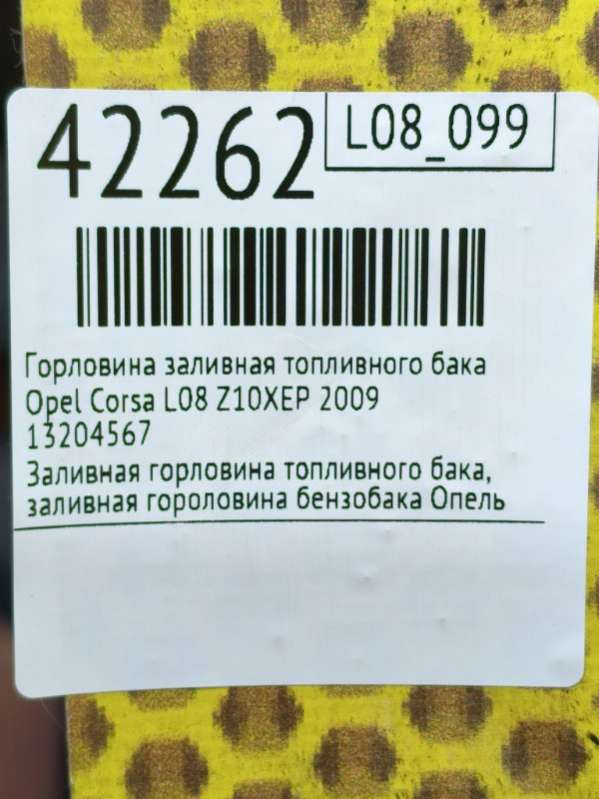 42262
L08_099
Горловина заливная топливного бака
Opel Corsa L08 Z10XEP 2009
13204567
Заливная горловина топливного бака,
заливная гороловина бензобака Опель